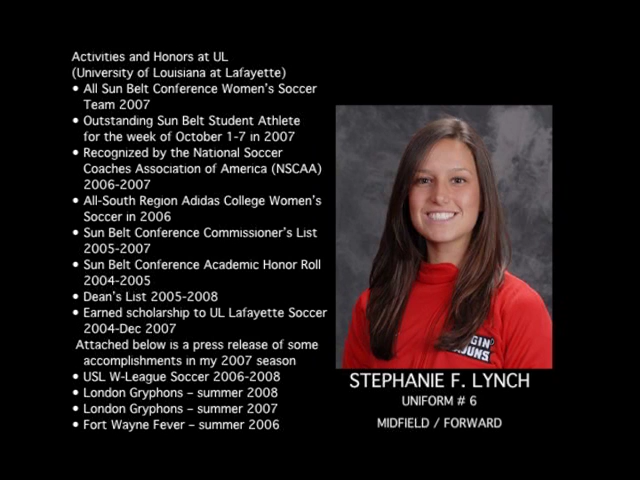 Activities and Honors at UL
(University of Louisiana at Lafayette)
• All Sun Belt Conference Women's Soccer
Team 2007
• Outstanding Sun Belt Student Athlete
for the week of October 1-7 in 2007
• Recognized by the National Soccer
Coaches Association of America (NSCAA)
2006-2007
• All-South Region Adidas College Women's
Soccer in 2006
• Sun Belt Conference Commissioner's List
2005-2007
• Sun Belt Conference Academic Honor Roll
2004-2005
• Dean's List 2005-2008
• Earned scholarship to UL Lafayette Soccer
2004-Dec 2007
Attached below is a press release of some
accomplishments in my 2007 season
• USL W-League Soccer 2006-2008
• London Gryphons – summer 2008
• London Gryphons – summer 2007
• Fort Wayne Fever – summer 2006
GIN'
JUNS
STEPHANIE F. LYNCH
UNIFORM # 6
MIDFIELD / FORWARD